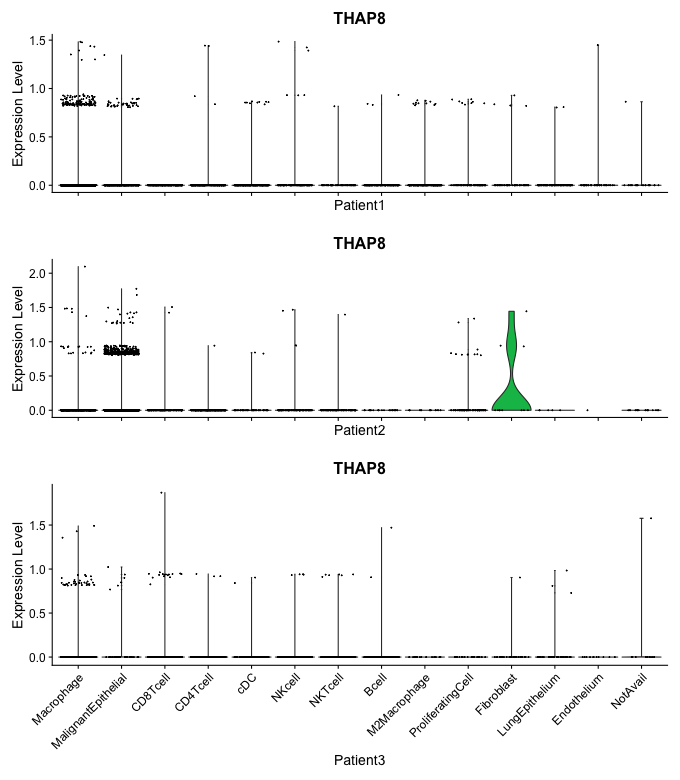 THAP8
Expression Level
1.5
1.0
0.5
0.0
Patient1
THAP8
Expression Level
2.0
1.5
1.0
0.5
0.0
Patient2
THAP8
Expression Level
1.5
1.0
0.5
0.0
Macrophage
MalignantEpithelial
CD8Tcell
CD4Tcell
cDC
NKcell
NKTcell
Bcell
M2Macrophage
ProliferatingCell
Fibroblast
LungEpithelium
Endothelium
NotAvail
Patient3